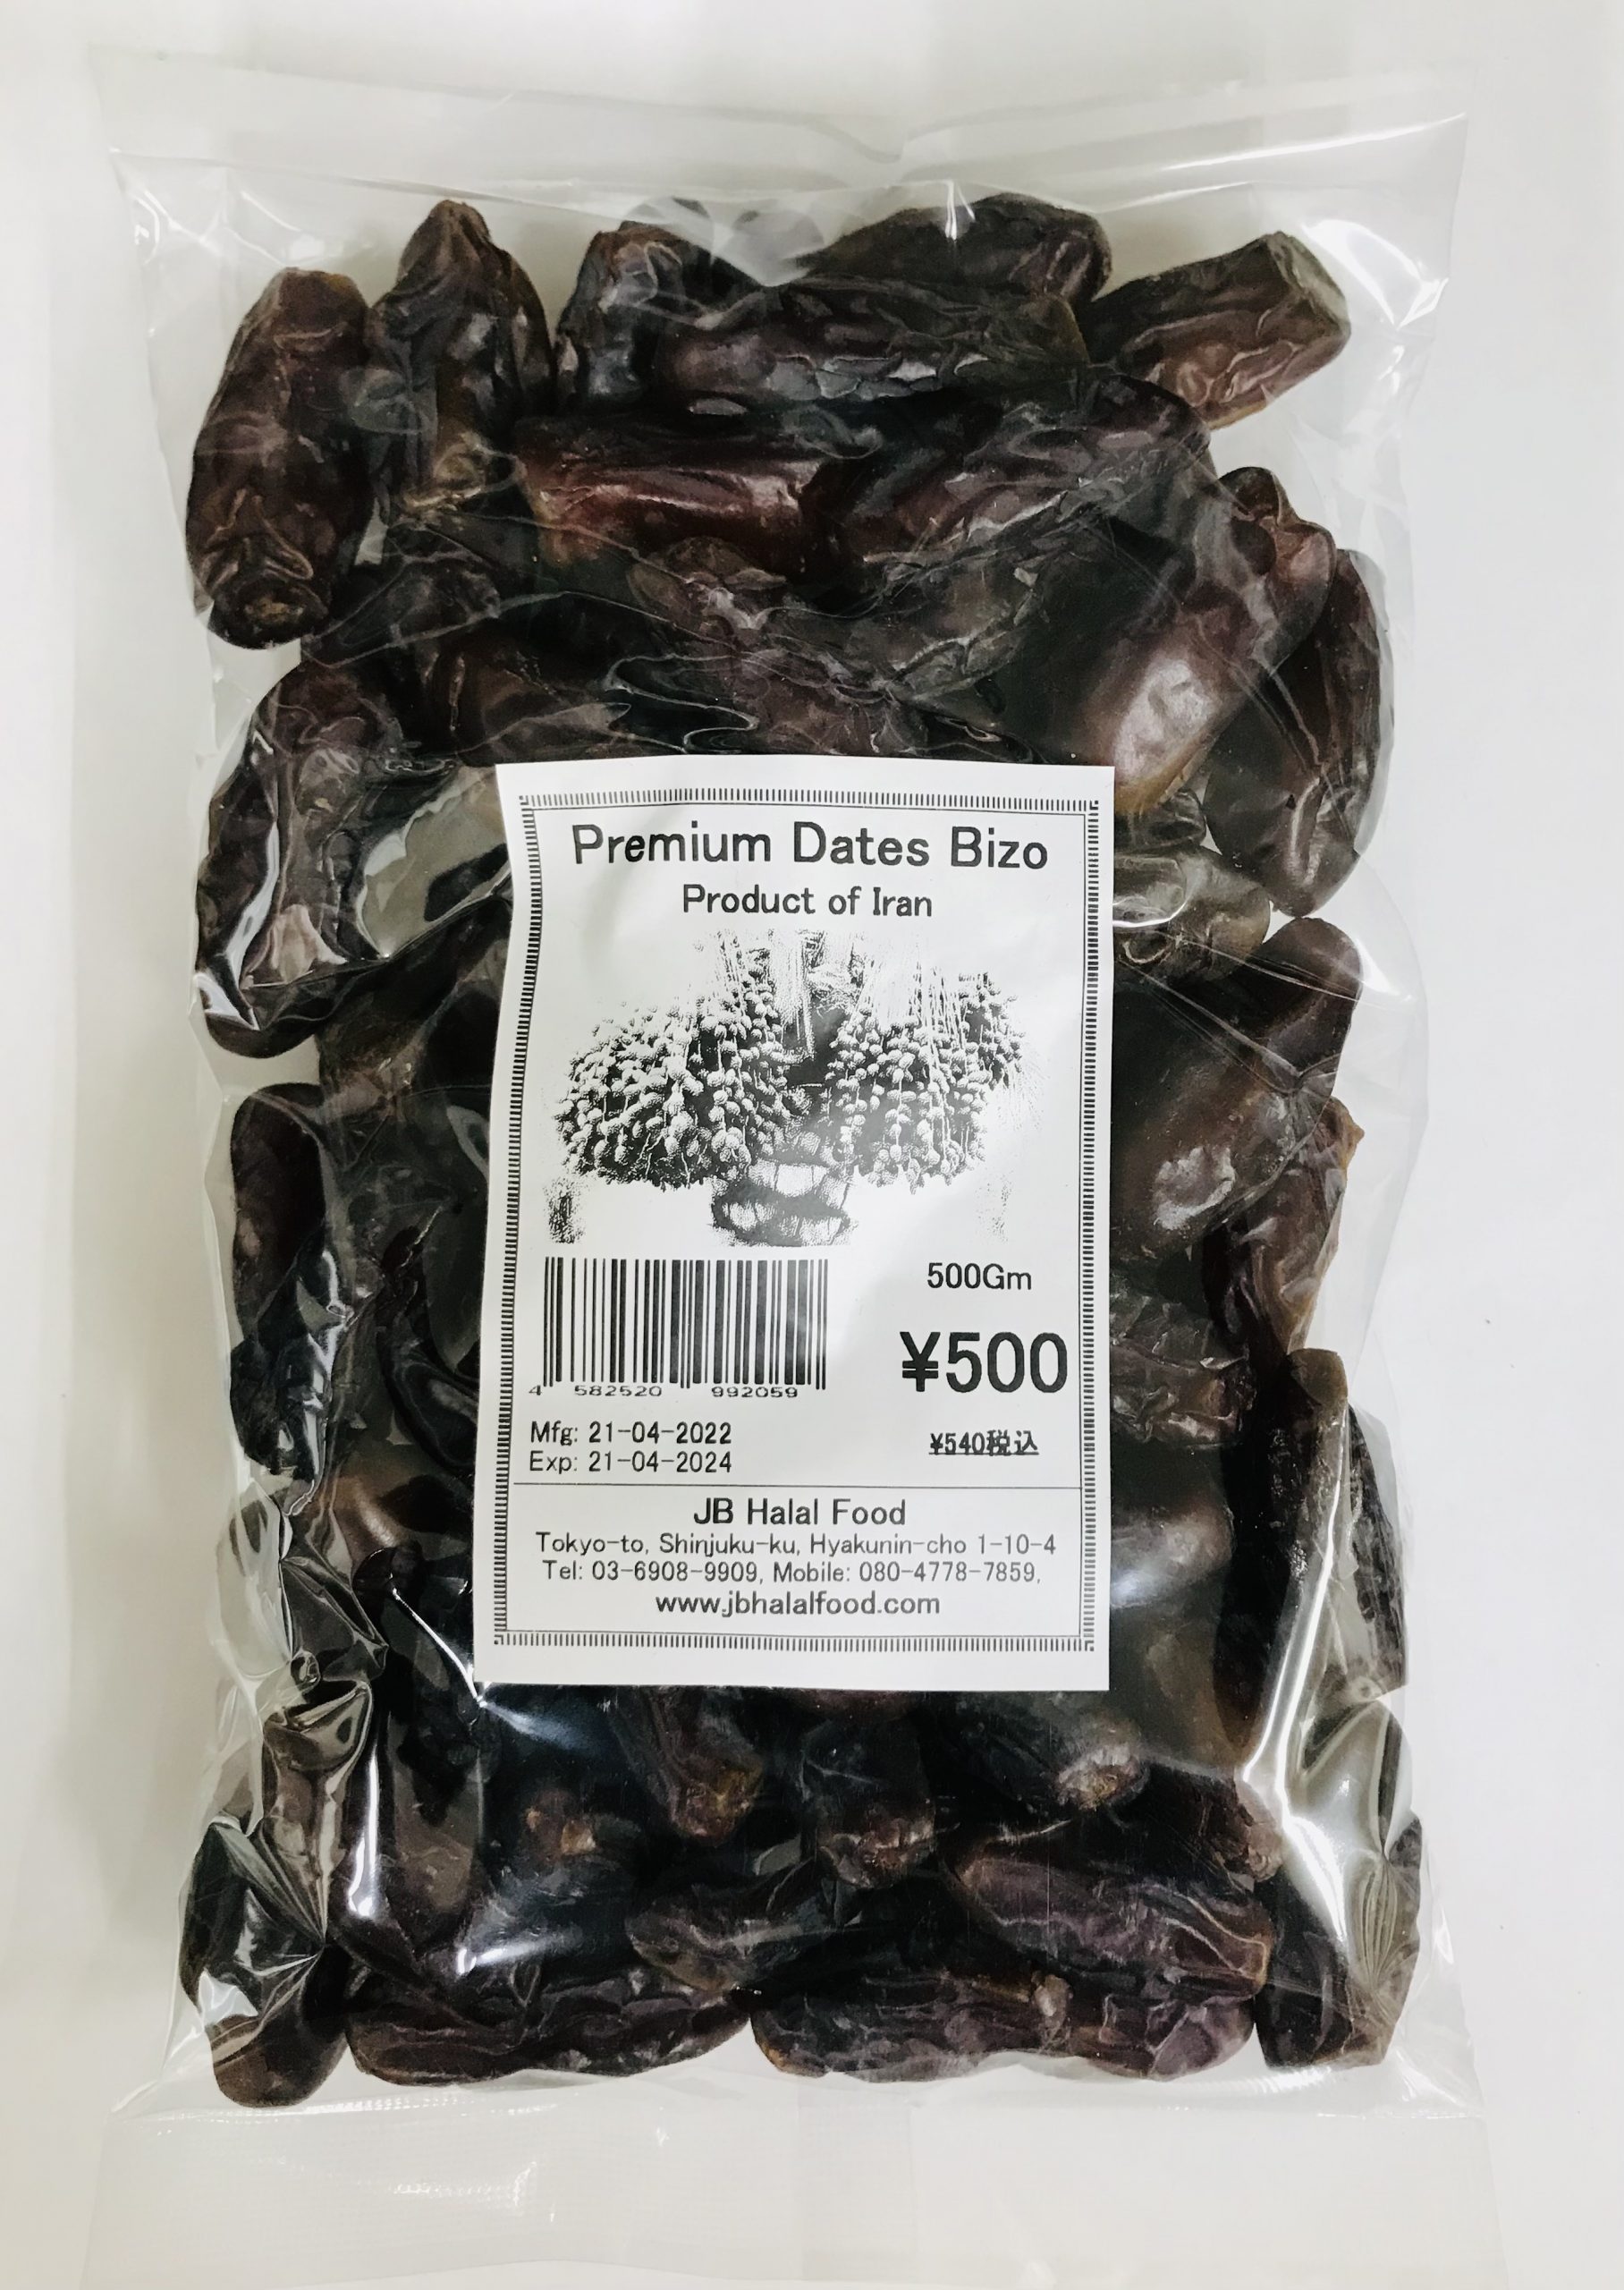 Premium Dates Bizo
Product of Iran
500Gm
¥500
4 582520 992059
Mfg: 21-04-2022
¥540税込
Exp: 21-04-2024
JB Halal Food
Tokyo-to, Shinjuku-ku, Hyakunin-cho 1-10-4
Tel: 03-6908-9909, Mobile: 080-4778-7859,
www.jbhalalfood.com